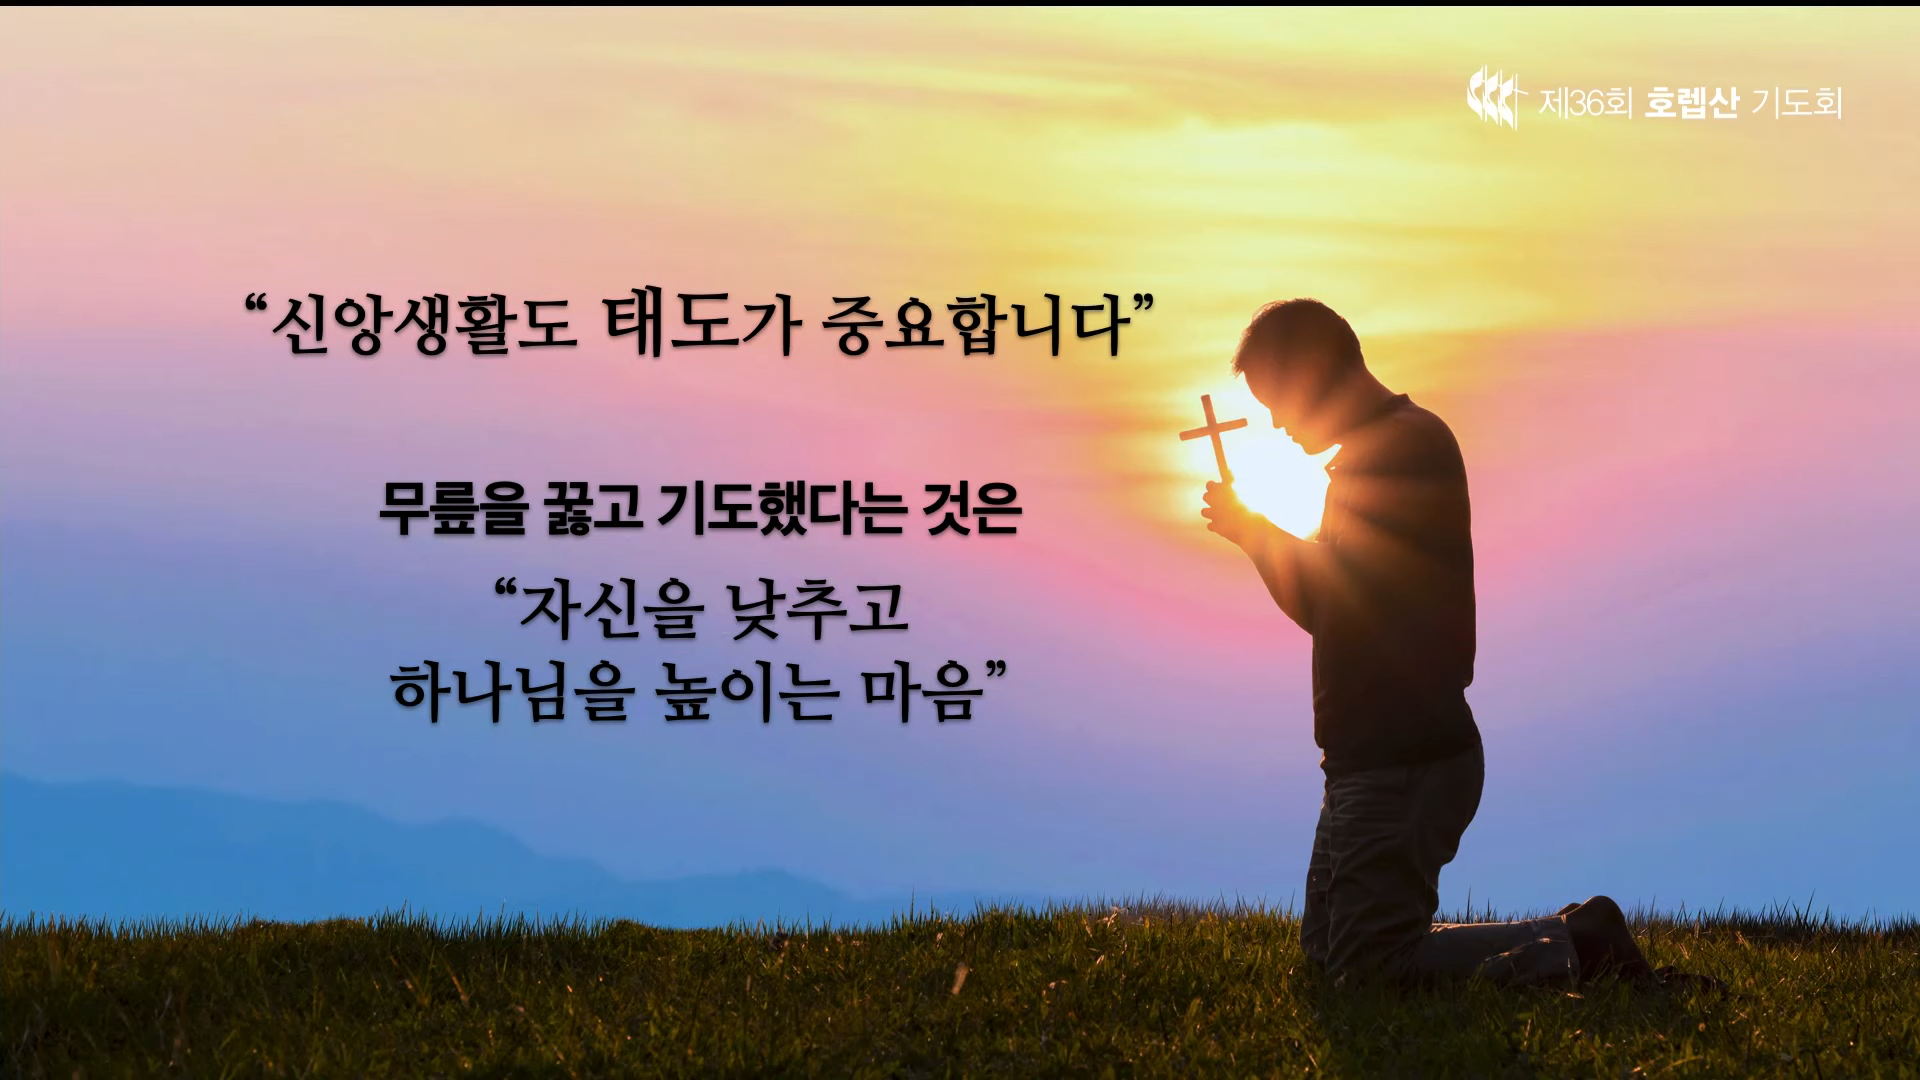 제36회 호렙산 기도회
“신앙생활도 태도가 중요합니다”
무릎을 꿇고 기도했다는 것은
“자신을 낮추고
하나님을 높이는 마음”